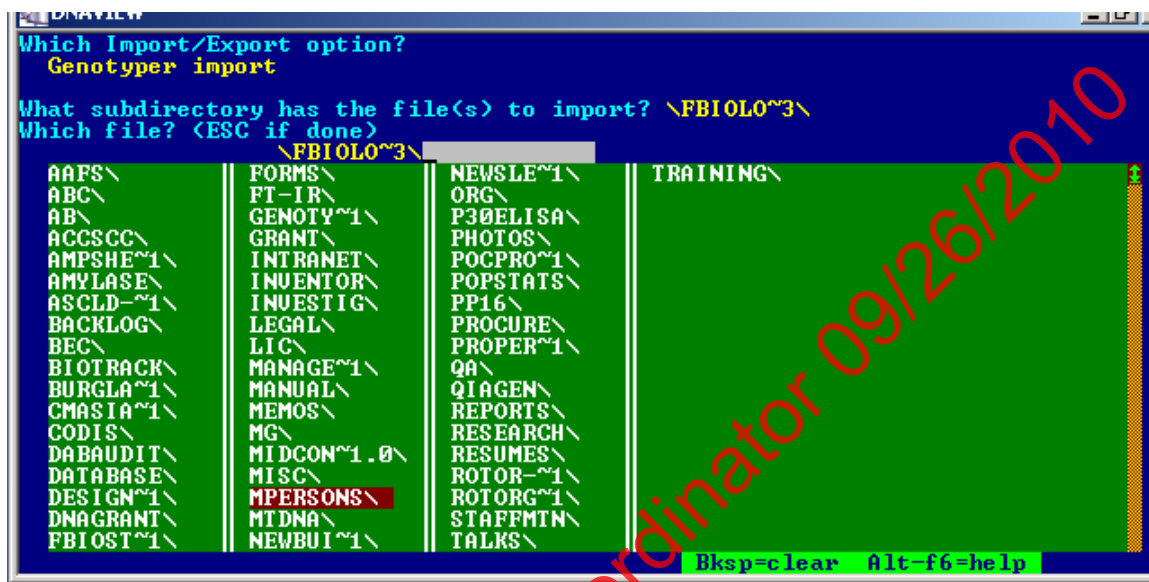 DNAVIEW
Which Import/Export option?
Genotyper import
What subdirectory has the file(s) to import? \FBIOLO~3\
Which file? (ESC if done)
\FBIOLO~3\
AAFS\ FORMS\ NEWSLE~1\ TRAINING\
ABC\ FT-IR\ ORG\
AB\ GENOTY~1\ P30ELISA\
ACCSCC\ GRANT\ PHOTOS\
AMPSHE~1\ INTRANET\ POCPRO~1\
AMYLASE\ INVENTOR\ POPSTATS\
ASCLD-~1\ INVESTIG\ PP16\
BACKLOG\ LEGAL\ PROCURE\
BEC\ LIC\ PROPER~1\
BIOTRACK\ MANAGE~1\ QA\
BURGLA~1\ MANUAL\ QIAGEN\
CMASIA~1\ MEMOS\ REPORTS\
CODIS\ MG\ RESEARCH\
DABAUDIT\ MIDCON~1.0\ RESUMES\
DATABASE\ MISC\ ROTOR-~1\
DESIGN~1\ MPERSONS\ ROTORG~1\
DNAGRANT\ MTDNA\ STAFFMTN\
FBIOST~1\ NEWBUI~1\ TALKS\
Bksp=clear Alt-f6=help
ordinator 09/26/2010